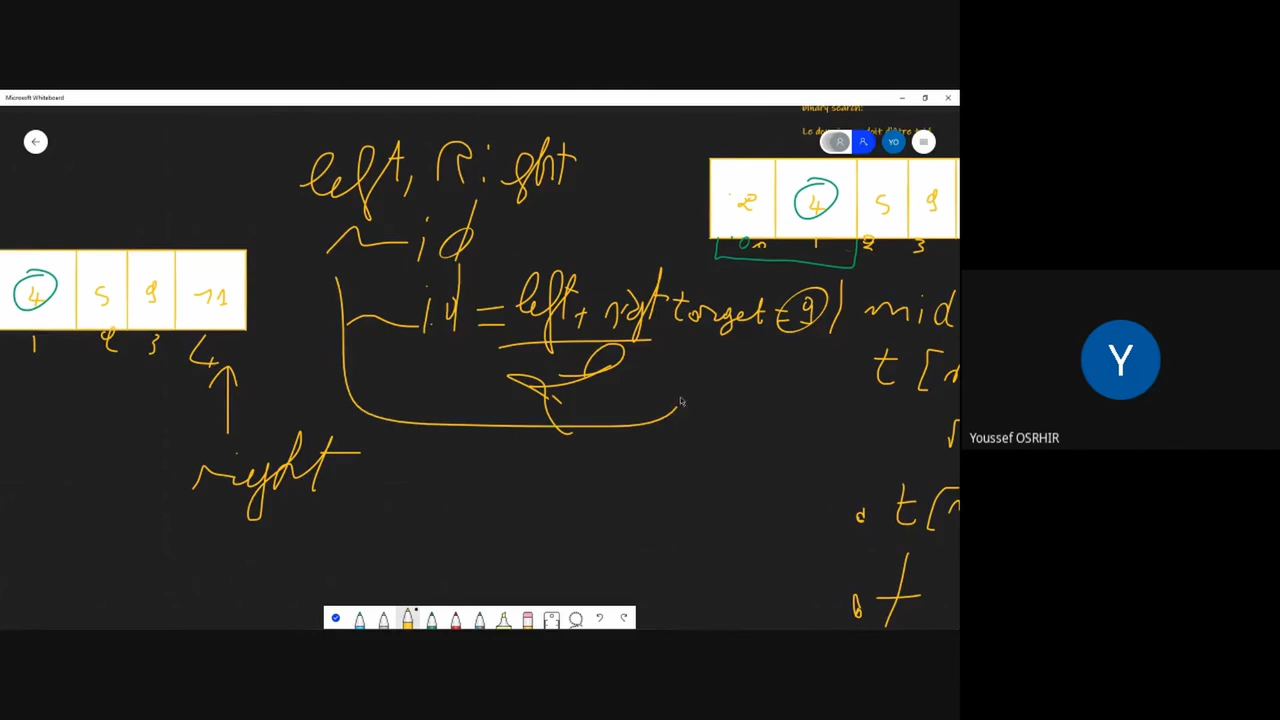 Microsoft Whiteboard
binary search:
YO
left, Right
2 4 5 9
0 1 2 3
mid
4 5 9 11
1 2 3 4
mid = left + right
2
target = 9
mid
t[
right
t[
t
Youssef OSRHIR
Y